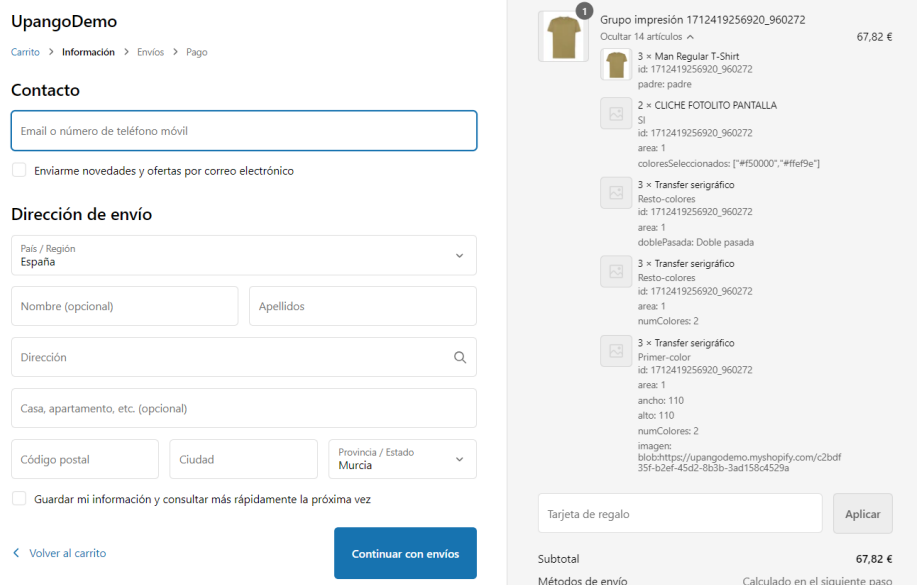 UpangoDemo
Carrito > Información > Envíos > Pago
Contacto
Email o número de teléfono móvil
Enviarme novedades y ofertas por correo electrónico
Dirección de envío
País / Región
España
Nombre (opcional)
Apellidos
Dirección
Casa, apartamento, etc. (opcional)
Código postal
Ciudad
Provincia / Estado
Murcia
Guardar mi información y consultar más rápidamente la próxima vez
Volver al carrito
Continuar con envíos
1
Grupo impresión 1712419256920_960272
Ocultar 14 artículos
67,82 €
3 × Man Regular T-Shirt
id: 1712419256920_960272
padre: padre
2 × CLICHE FOTOLITO PANTALLA
SI
id: 1712419256920_960272
area: 1
coloresSeleccionados: ["#f50000","#ffef9e"]
3 × Transfer serigráfico
Resto-colores
id: 1712419256920_960272
area: 1
doblePasada: Doble pasada
3 × Transfer serigráfico
Resto-colores
id: 1712419256920_960272
area: 1
numColores: 2
3 × Transfer serigráfico
Primer-color
id: 1712419256920_960272
area: 1
ancho: 110
alto: 110
numColores: 2
imagen:
blob:https://upangodemo.myshopify.com/c2bdf
35f-b2ef-45d2-8b3b-3ad158c4529a
Tarjeta de regalo
Aplicar
Subtotal
67,82 €
Métodos de envío
Calculado en el siguiente paso